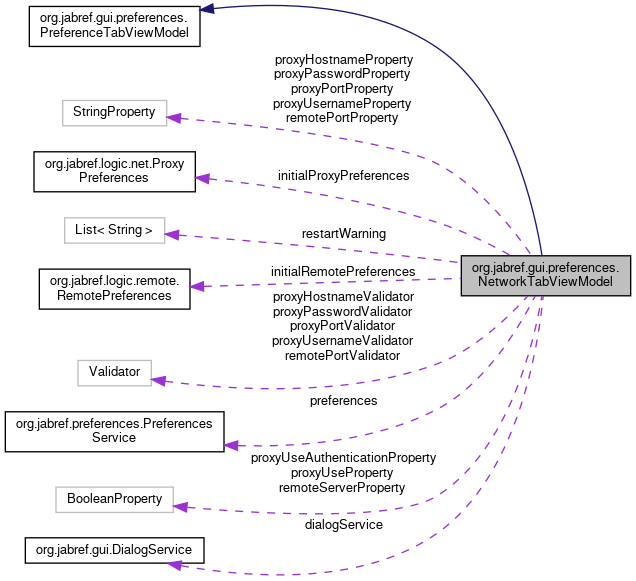 org.jabref.gui.preferences.
PreferenceTabViewModel
proxyHostnameProperty
proxyPasswordProperty
proxyPortProperty
proxyUsernameProperty
remotePortProperty
StringProperty
org.jabref.logic.net.Proxy
Preferences
initialProxyPreferences
List< String >
restartWarning
org.jabref.gui.preferences.
NetworkTabViewModel
org.jabref.logic.remote.
RemotePreferences
initialRemotePreferences
proxyHostnameValidator
proxyPasswordValidator
proxyPortValidator
proxyUsernameValidator
remotePortValidator
Validator
org.jabref.preferences.Preferences
Service
preferences
proxyUseAuthenticationProperty
proxyUseProperty
remoteServerProperty
BooleanProperty
dialogService
org.jabref.gui.DialogService